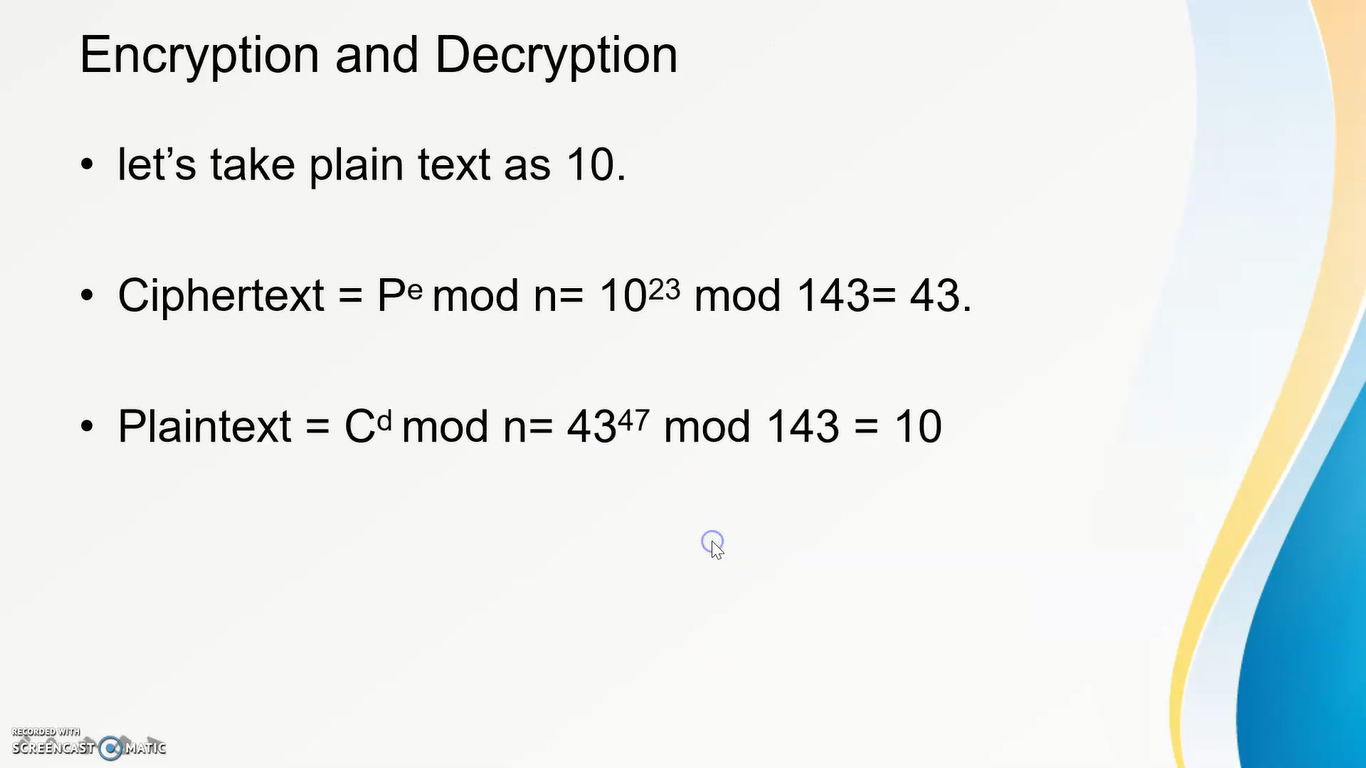 Encryption and Decryption
• let’s take plain text as 10.
• Ciphertext = Pᵉ mod n= 10²³ mod 143= 43.
• Plaintext = Cᵈ mod n= 43⁴⁷ mod 143 = 10
RECORDED WITH
SCREENCAST MATIC